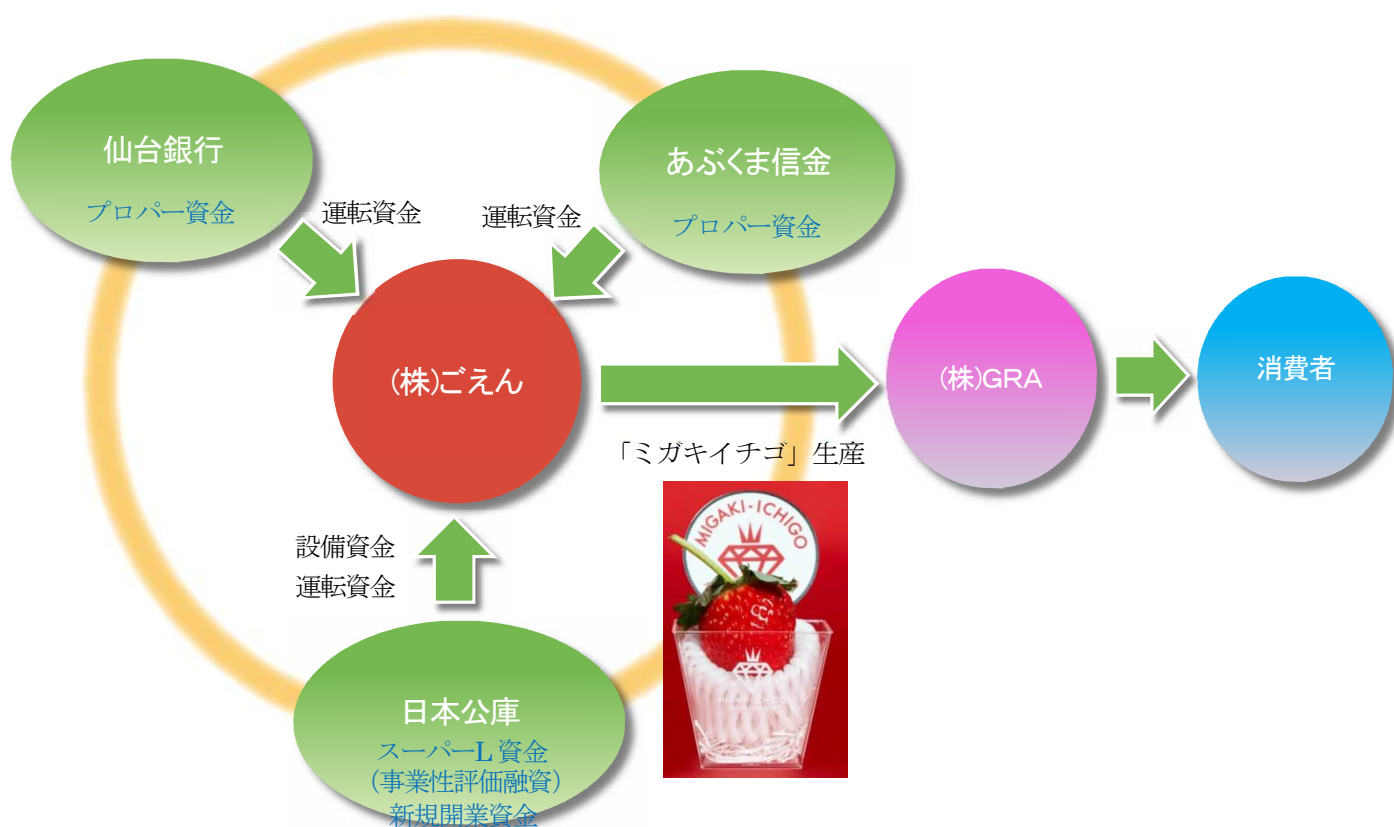 仙台銀行
プロパー資金
あぶくま信金
プロパー資金
運転資金
運転資金
(株)ごえん
(株)GRA
消費者
「ミガキイチゴ」生産
MIGAKI-ICHIGO
設備資金
運転資金
日本公庫
スーパーL 資金
(事業性評価融資)
新規開業資金